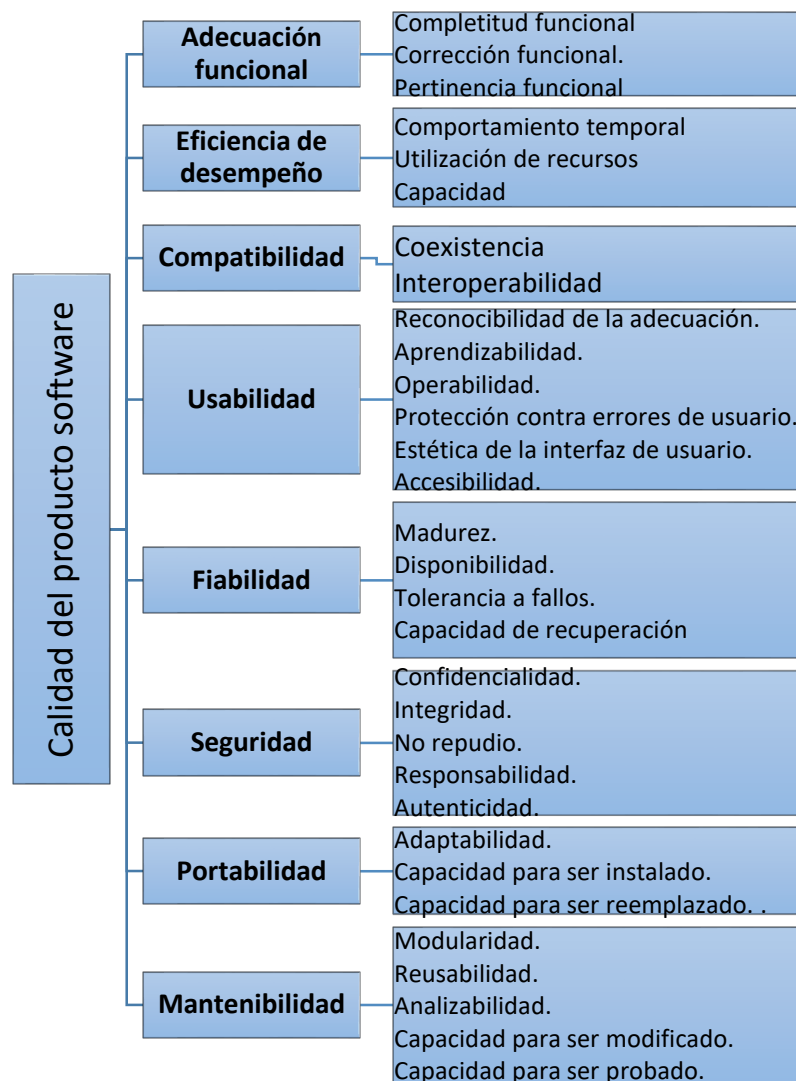 Calidad del producto software
Adecuación
funcional
Completitud funcional
Corrección funcional.
Pertinencia funcional
Eficiencia de
desempeño
Comportamiento temporal
Utilización de recursos
Capacidad
Compatibilidad
Coexistencia
Interoperabilidad
Usabilidad
Reconocibilidad de la adecuación.
Aprendizabilidad.
Operabilidad.
Protección contra errores de usuario.
Estética de la interfaz de usuario.
Accesibilidad.
Fiabilidad
Madurez.
Disponibilidad.
Tolerancia a fallos.
Capacidad de recuperación
Seguridad
Confidencialidad.
Integridad.
No repudio.
Responsabilidad.
Autenticidad.
Portabilidad
Adaptabilidad.
Capacidad para ser instalado.
Capacidad para ser reemplazado. .
Mantenibilidad
Modularidad.
Reusabilidad.
Analizabilidad.
Capacidad para ser modificado.
Capacidad para ser probado.